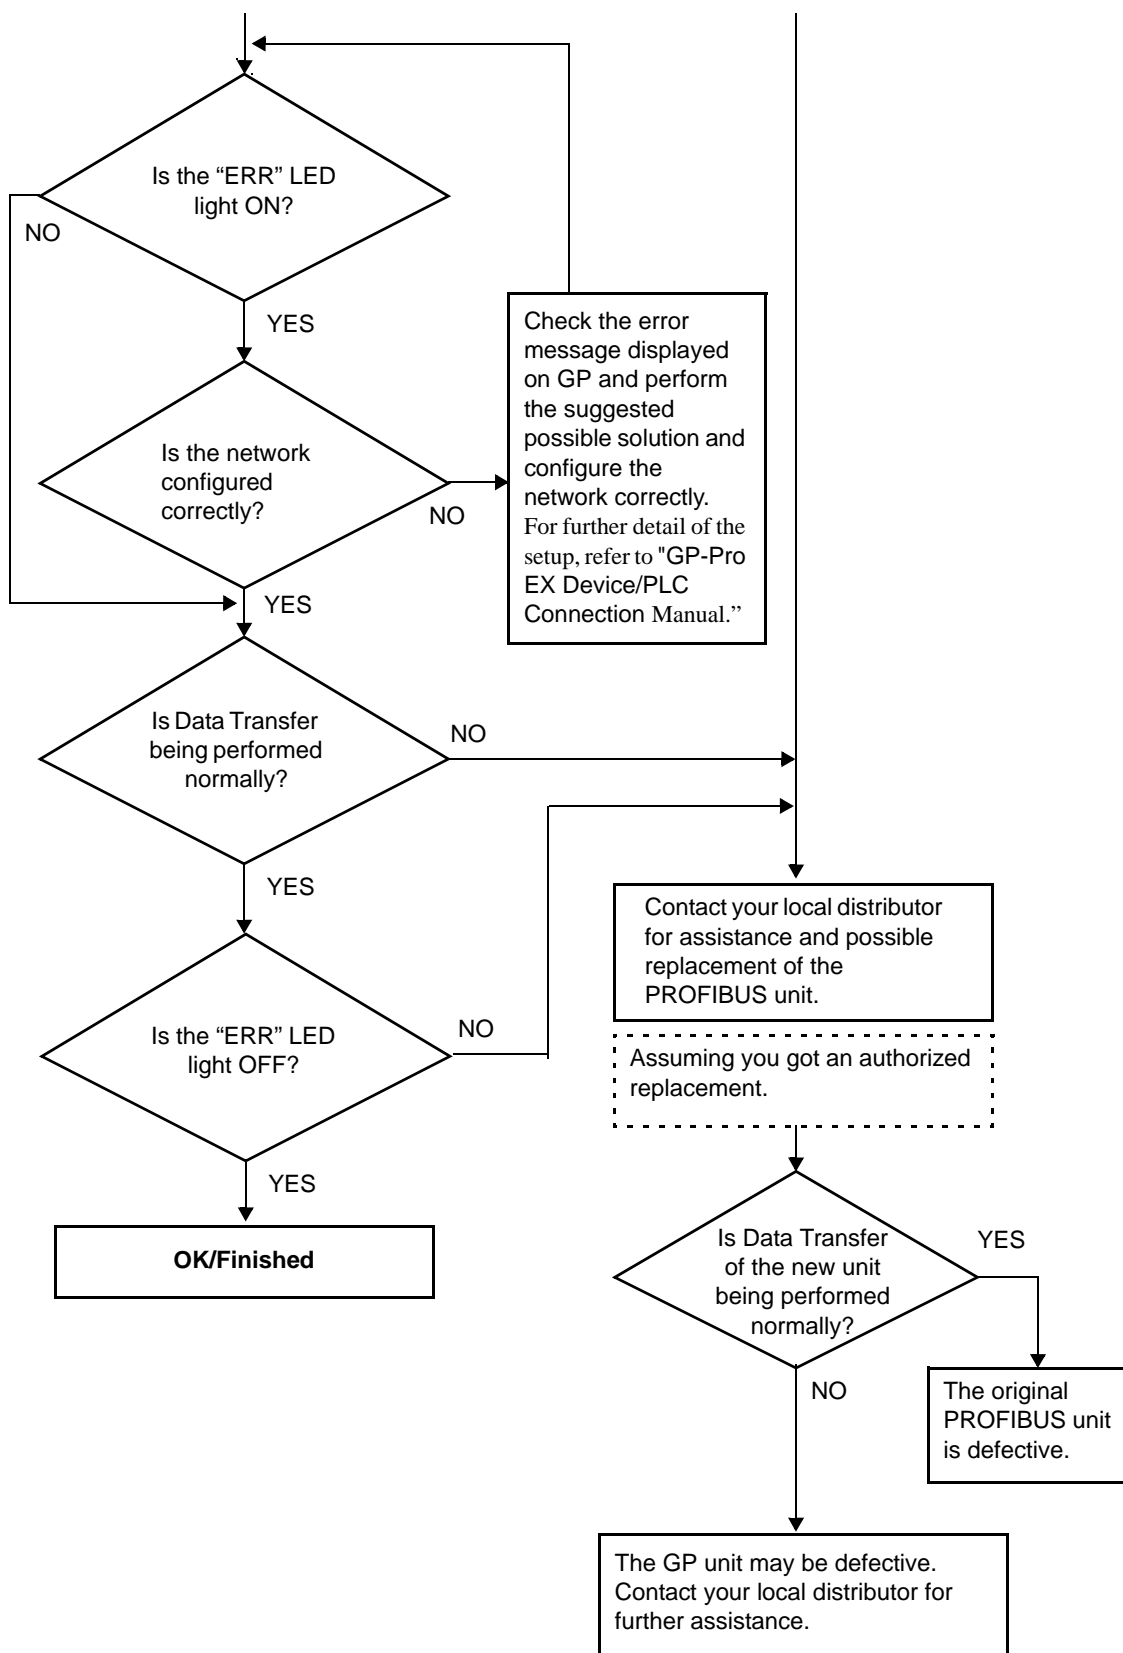 Is the “ERR” LED
light ON?
NO
YES
Check the error
message displayed
on GP and perform
the suggested
possible solution and
configure the
network correctly.
For further detail of the
setup, refer to "GP-Pro
EX Device/PLC
Connection Manual.”
Is the network
configured
correctly?
NO
YES
Is Data Transfer
being performed
normally?
NO
YES
Contact your local distributor
for assistance and possible
replacement of the
PROFIBUS unit.
Is the “ERR” LED
light OFF?
NO
Assuming you got an authorized
replacement.
YES
OK/Finished
Is Data Transfer
of the new unit
being performed
normally?
YES
NO
The original
PROFIBUS unit
is defective.
The GP unit may be defective.
Contact your local distributor for
further assistance.